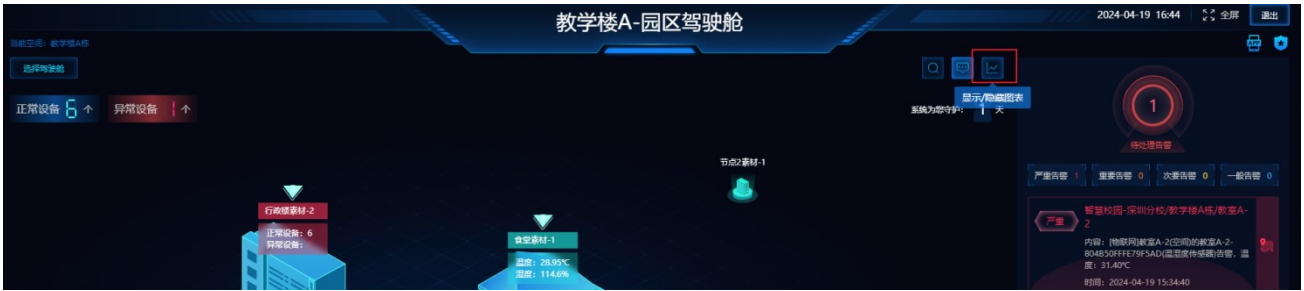 教学楼A-园区驾驶舱
2024-04-19 16:44
全屏
退出
当前空间：教学楼A栋
选择驾驶舱
APP
正常设备 6 个
异常设备 1 个
显示/隐藏图表
系统为您守护： 1 天
1
待处理告警
严重告警 1
重要告警 0
次要告警 0
一般告警 0
节点2素材-1
行政楼素材-2
正常设备：6
异常设备：
食堂素材-1
温度：28.95℃
湿度：114.6%
严重
智慧校园-深圳分校/教学楼A栋/教室A-
2
内容：[物联网]教室A-2(空间)的教室A-2-
804B50FFFE79F5AD(温湿度传感器)告警，温
度：31.40℃
时间：2024-04-19 15:34:40